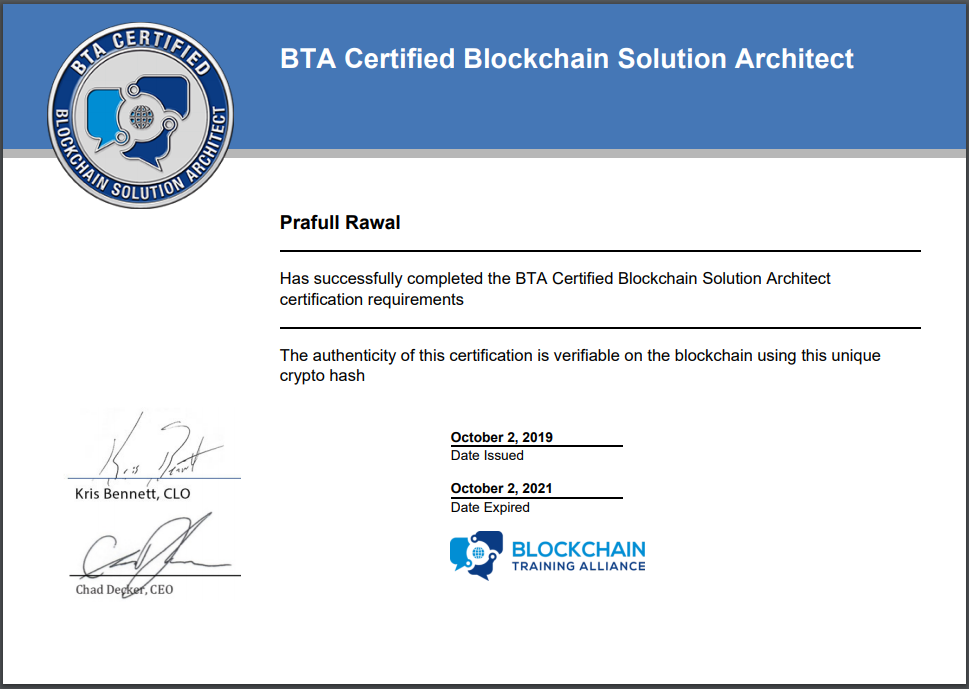 BTA CERTIFIED
BLOCKCHAIN SOLUTION ARCHITECT
BTA Certified Blockchain Solution Architect
Prafull Rawal
Has successfully completed the BTA Certified Blockchain Solution Architect
certification requirements
The authenticity of this certification is verifiable on the blockchain using this unique
crypto hash
Kris Bennett
Kris Bennett, CLO
Chad Decker, CEO
October 2, 2019
Date Issued
October 2, 2021
Date Expired
BLOCKCHAIN
TRAINING ALLIANCE